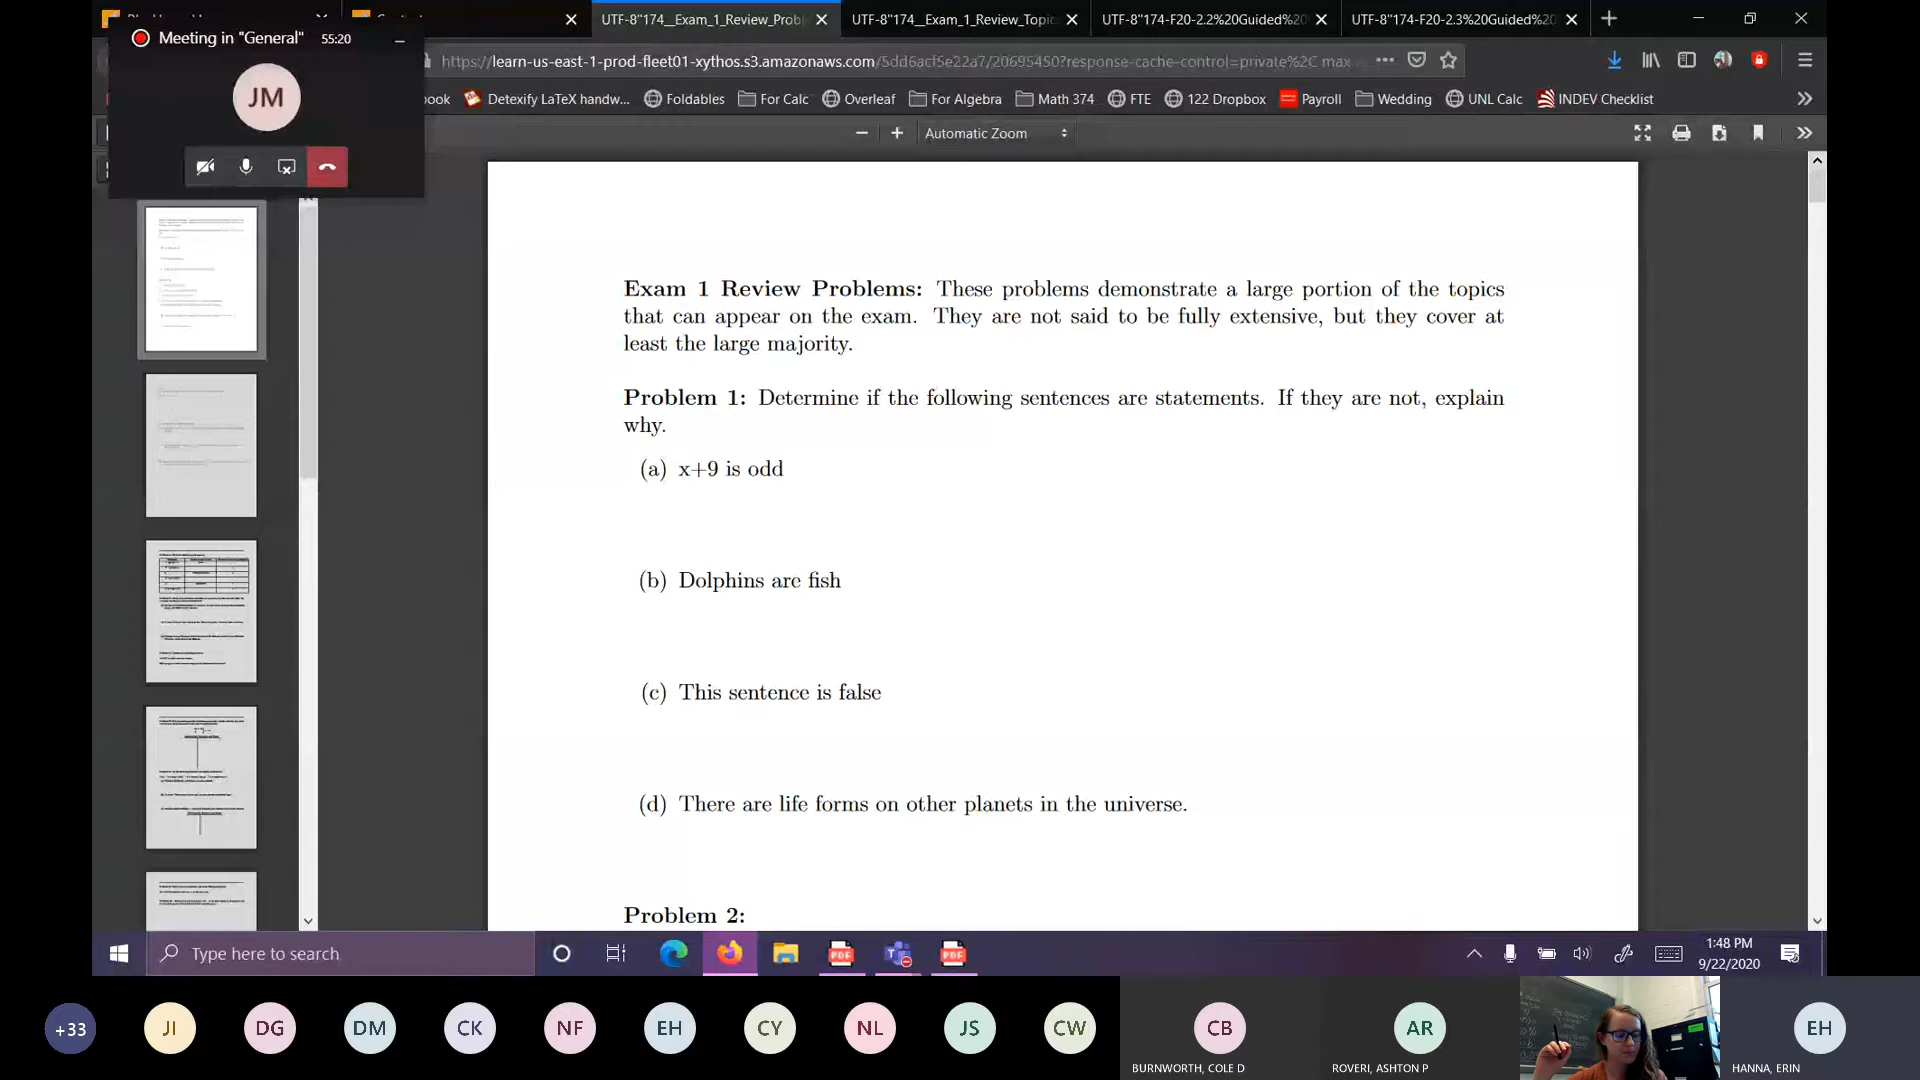 Meeting in "General" 55:20
JM
UTF-8''174__Exam_1_Review_Proble
UTF-8''174__Exam_1_Review_Topic
UTF-8''174-F20-2.2%20Guided%20
UTF-8''174-F20-2.3%20Guided%20
https://learn-us-east-1-prod-fleet01-xythos.s3.amazonaws.com/5dd6acf5e22a7/20695450?response-cache-control=private%2C max
book
Detexify LaTeX handw...
Foldables
For Calc
Overleaf
For Algebra
Math 374
FTE
122 Dropbox
Payroll
Wedding
UNL Calc
INDEV Checklist
Automatic Zoom
Exam 1 Review Problems: These problems demonstrate a large portion of the topics
that can appear on the exam. They are not said to be fully extensive, but they cover at
least the large majority.
Problem 1: Determine if the following sentences are statements. If they are not, explain
why.
(a) x+9 is odd
(b) Dolphins are fish
(c) This sentence is false
(d) There are life forms on other planets in the universe.
Problem 2:
Type here to search
PDF
PDF
1:48 PM
9/22/2020
+33
JI
DG
DM
CK
NF
EH
CY
NL
JS
CW
CB
BURNWORTH, COLE D
AR
ROVERI, ASHTON P
EH
HANNA, ERIN